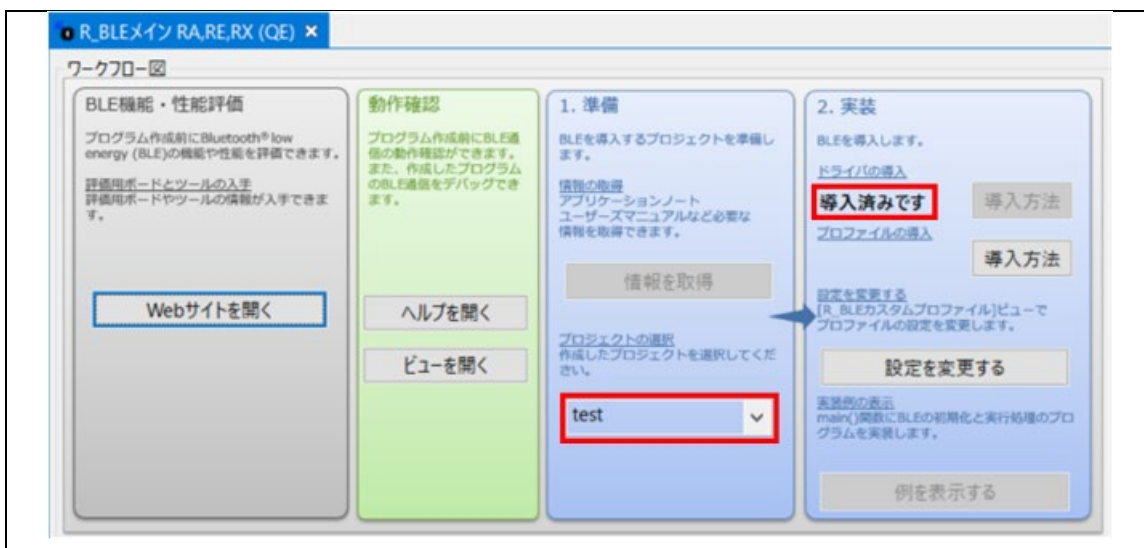 R_BLEメイン RA,RE,RX (QE) ×
ワークフロー図
BLE機能・性能評価
プログラム作成前にBluetooth® low
energy (BLE)の機能や性能を評価できます。
評価用ボードとツールの入手
評価用ボードやツールの情報が入手できま
す。
Webサイトを開く
動作確認
プログラム作成前にBLE通
信の動作確認ができます。
また、作成したプログラム
のBLE通信をデバッグでき
ます。
ヘルプを開く
ビューを開く
1. 準備
BLEを導入するプロジェクトを準備し
ます。
情報の取得
アプリケーションノート
ユーザーズマニュアルなど必要な
情報を取得できます。
情報を取得
プロジェクトの選択
作成したプロジェクトを選択してくだ
さい。
test
2. 実装
BLEを導入します。
ドライバの導入
導入済みです
導入方法
プロファイルの導入
導入方法
設定を変更する
[R_BLEカスタムプロファイル]ビューで
プロファイルの設定を変更します。
設定を変更する
実装例の表示
main()関数にBLEの初期化と実行処理のプロ
グラムを実装します。
例を表示する